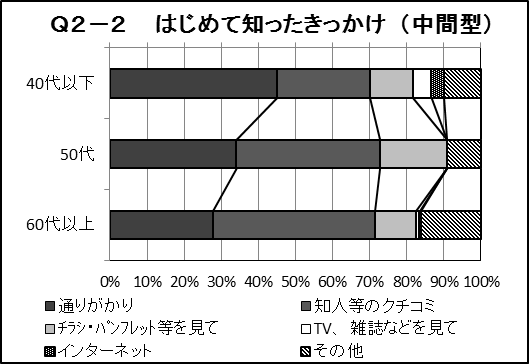 Q2-2　はじめて知ったきっかけ（中間型）
40代以下
50代
60代以上
0% 10% 20% 30% 40% 50% 60% 70% 80% 90% 100%
通りがかり 知人等のクチコミ
ﾁﾗｼ・ﾊﾟﾝﾌﾚｯﾄ等を見て TV、雑誌などを見て
インターネット その他